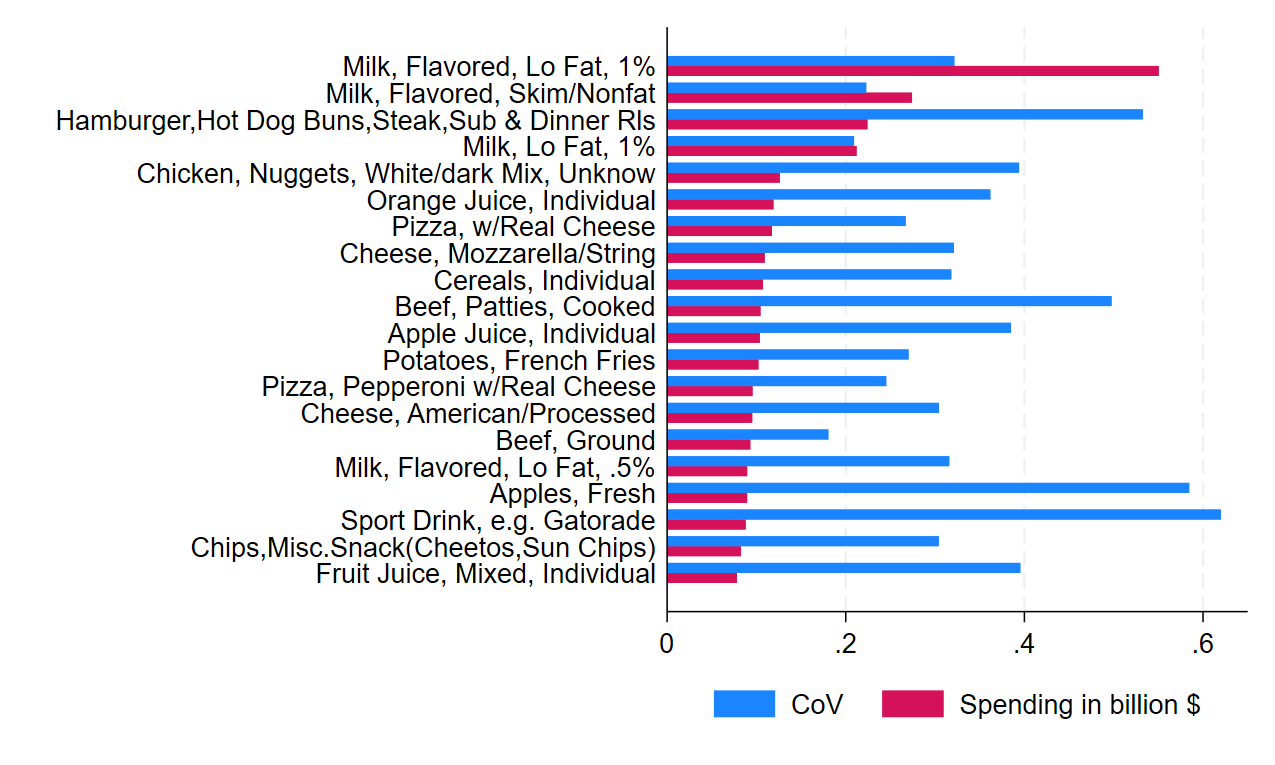 Milk, Flavored, Lo Fat, 1%
Milk, Flavored, Skim/Nonfat
Hamburger,Hot Dog Buns,Steak,Sub & Dinner Rls
Milk, Lo Fat, 1%
Chicken, Nuggets, White/dark Mix, Unknow
Orange Juice, Individual
Pizza, w/Real Cheese
Cheese, Mozzarella/String
Cereals, Individual
Beef, Patties, Cooked
Apple Juice, Individual
Potatoes, French Fries
Pizza, Pepperoni w/Real Cheese
Cheese, American/Processed
Beef, Ground
Milk, Flavored, Lo Fat, .5%
Apples, Fresh
Sport Drink, e.g. Gatorade
Chips,Misc.Snack(Cheetos,Sun Chips)
Fruit Juice, Mixed, Individual
0 .2 .4 .6
CoV Spending in billion $